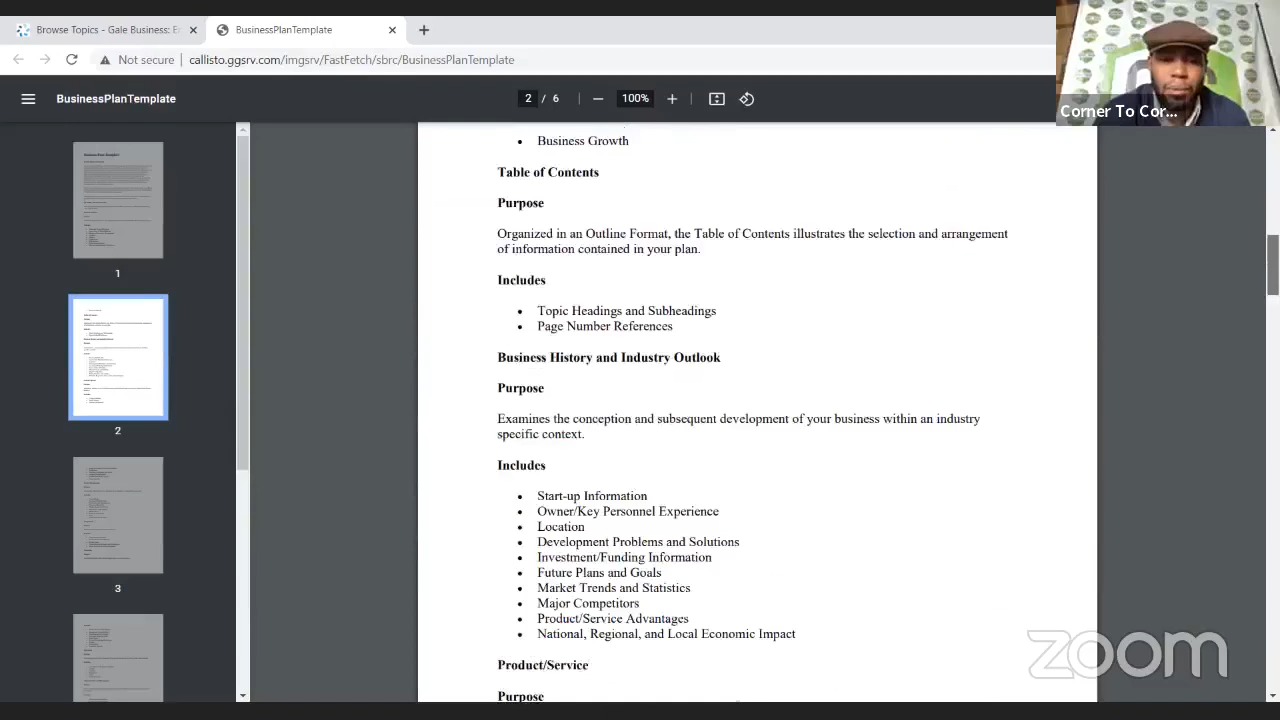 Browse Topics - Gale Business: E
BusinessPlanTemplate
Not secure | callisto.ggsrv.com/imgsrv/FastFetch/sbrc/BusinessPlanTemplate
BusinessPlanTemplate
2 / 6
100%
Corner To Cor...
Business Growth
Table of Contents
Purpose
Organized in an Outline Format, the Table of Contents illustrates the selection and arrangement
of information contained in your plan.
Includes
Topic Headings and Subheadings
Page Number References
Business History and Industry Outlook
Purpose
Examines the conception and subsequent development of your business within an industry
specific context.
Includes
Start-up Information
Owner/Key Personnel Experience
Location
Development Problems and Solutions
Investment/Funding Information
Future Plans and Goals
Market Trends and Statistics
Major Competitors
Product/Service Advantages
National, Regional, and Local Economic Impact
Product/Service
Purpose
1
2
3
zoom